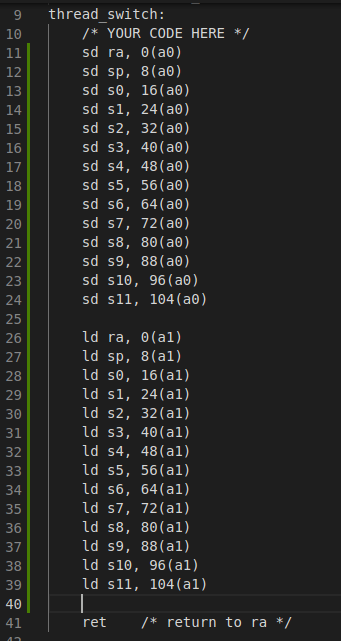 9 thread_switch:
10 /* YOUR CODE HERE */
11 sd ra, 0(a0)
12 sd sp, 8(a0)
13 sd s0, 16(a0)
14 sd s1, 24(a0)
15 sd s2, 32(a0)
16 sd s3, 40(a0)
17 sd s4, 48(a0)
18 sd s5, 56(a0)
19 sd s6, 64(a0)
20 sd s7, 72(a0)
21 sd s8, 80(a0)
22 sd s9, 88(a0)
23 sd s10, 96(a0)
24 sd s11, 104(a0)
25
26 ld ra, 0(a1)
27 ld sp, 8(a1)
28 ld s0, 16(a1)
29 ld s1, 24(a1)
30 ld s2, 32(a1)
31 ld s3, 40(a1)
32 ld s4, 48(a1)
33 ld s5, 56(a1)
34 ld s6, 64(a1)
35 ld s7, 72(a1)
36 ld s8, 80(a1)
37 ld s9, 88(a1)
38 ld s10, 96(a1)
39 ld s11, 104(a1)
40
41 ret /* return to ra */